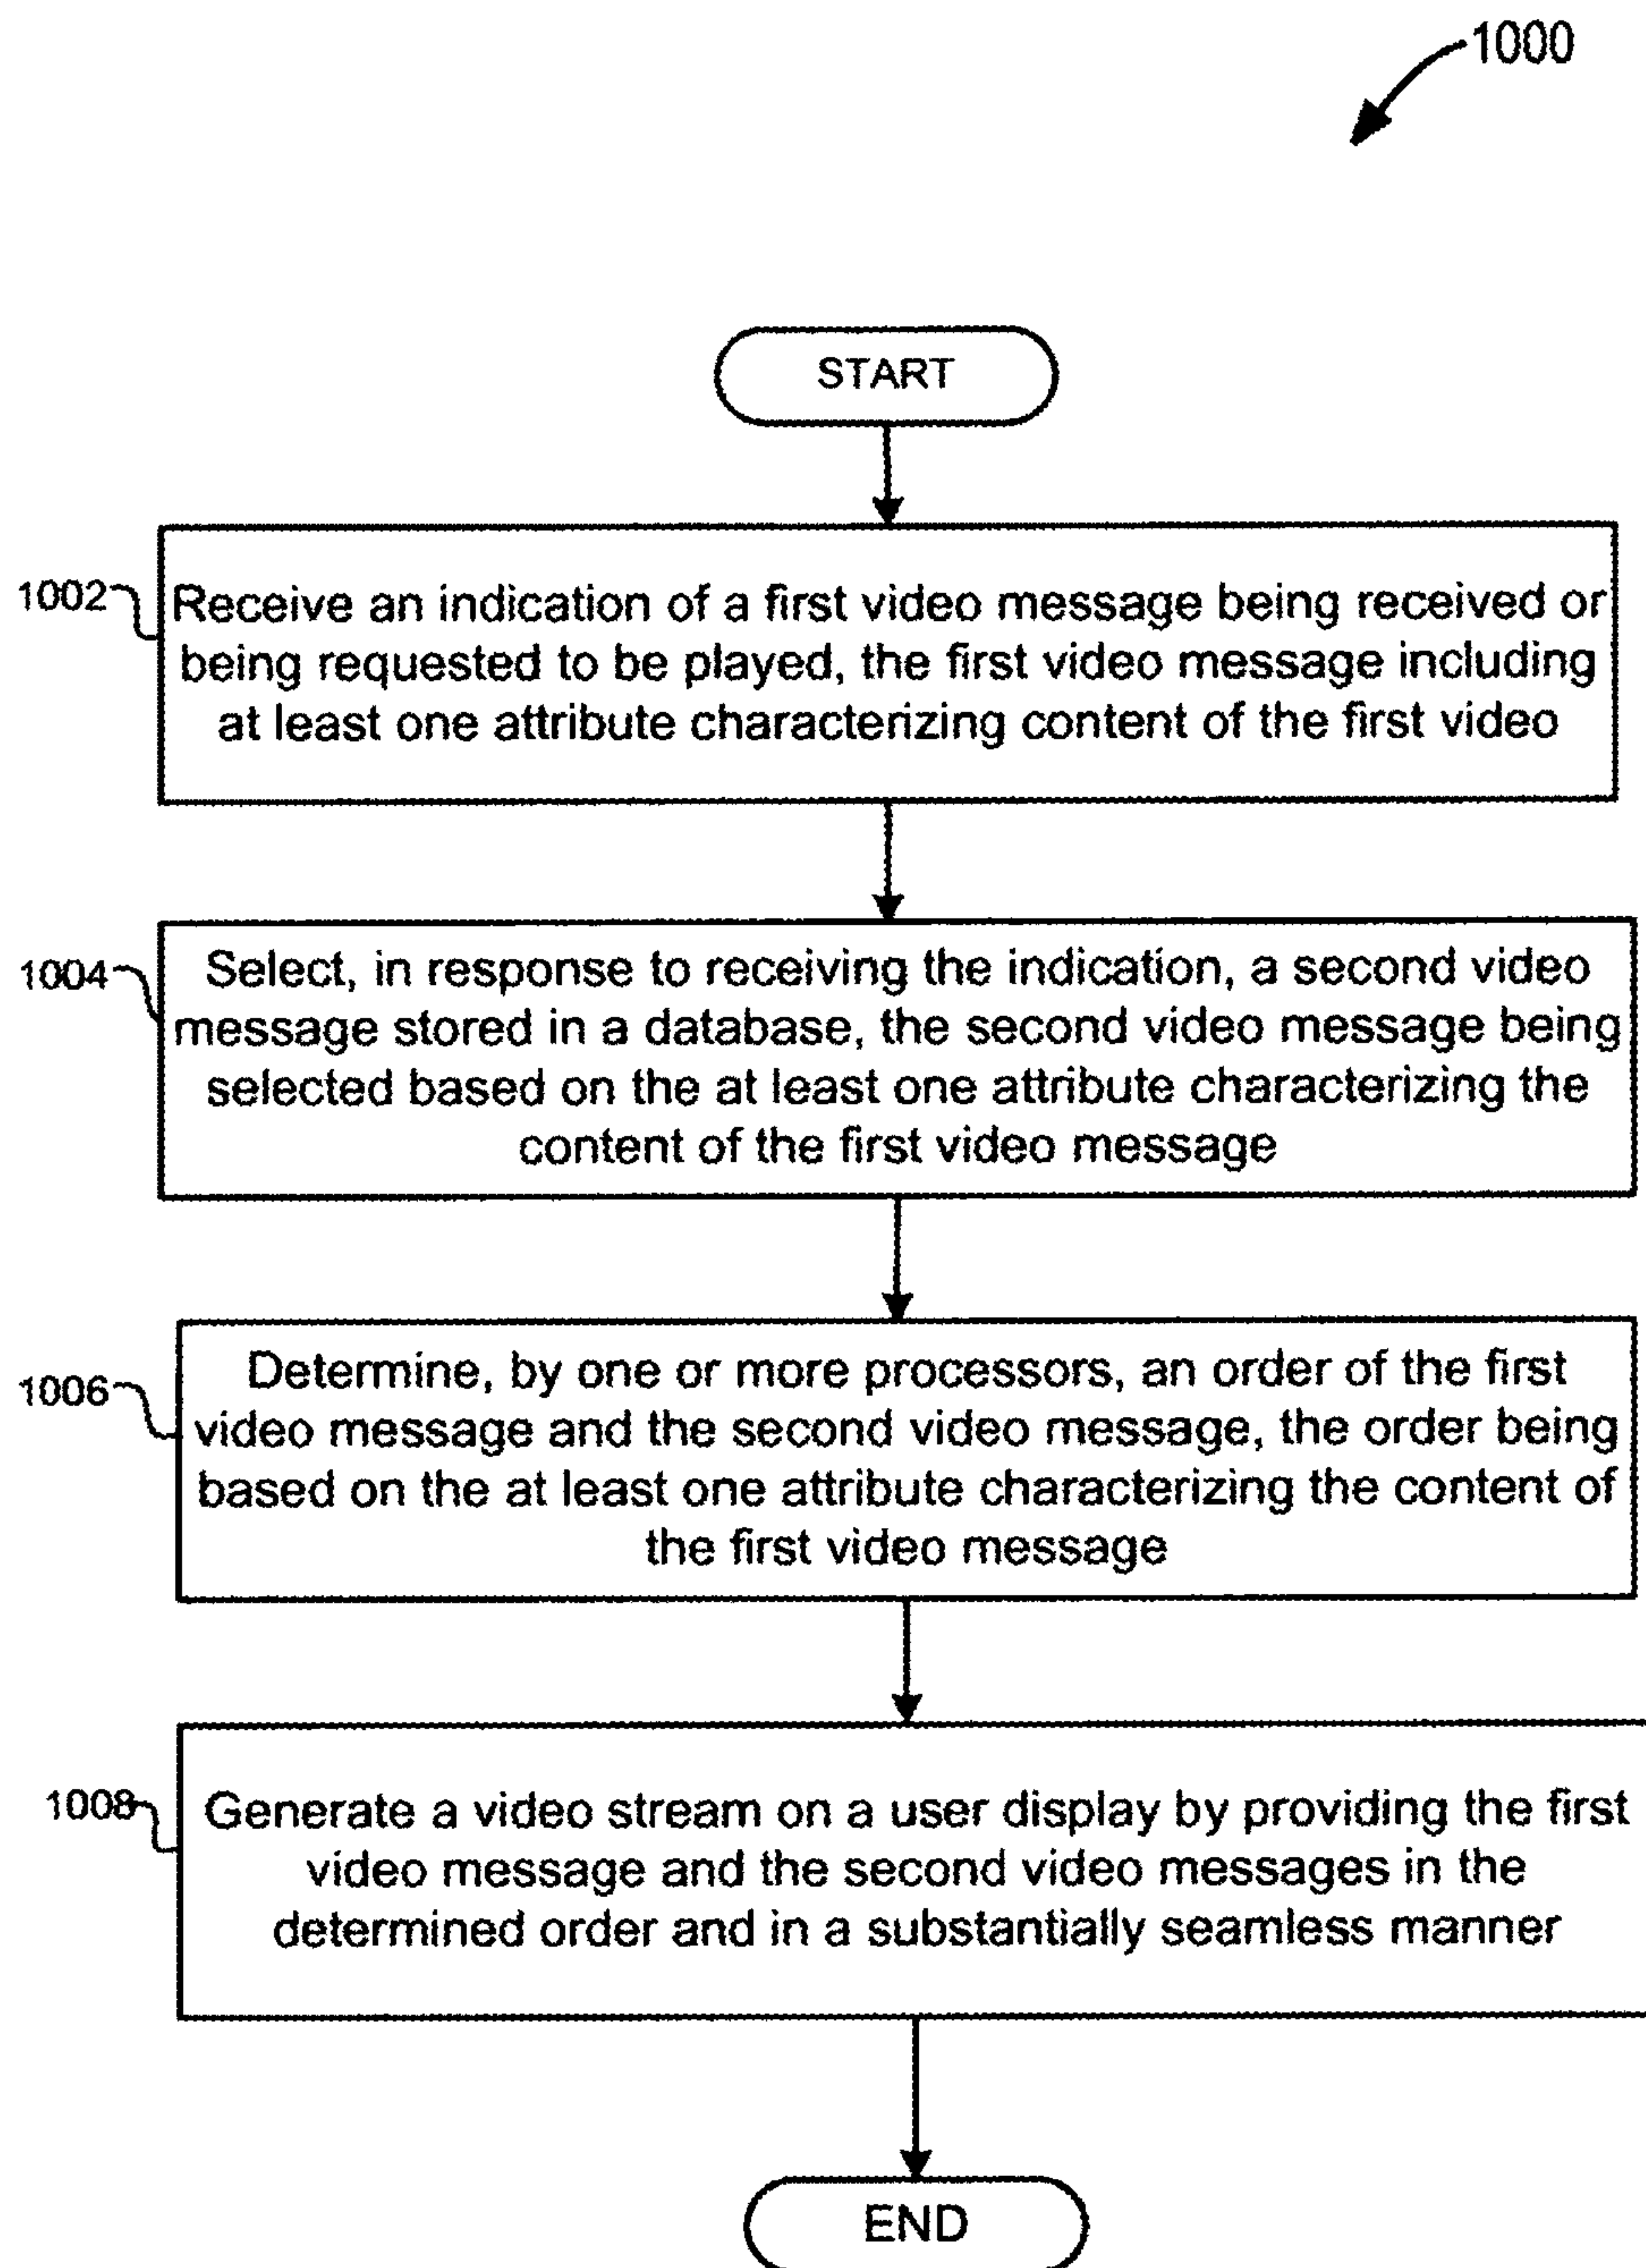 1000
START
1002
Receive an indication of a first video message being received or
being requested to be played, the first video message including
at least one attribute characterizing content of the first video
1004
Select, in response to receiving the indication, a second video
message stored in a database, the second video message being
selected based on the at least one attribute characterizing the
content of the first video message
1006
Determine, by one or more processors, an order of the first
video message and the second video message, the order being
based on the at least one attribute characterizing the content of
the first video message
1008
Generate a video stream on a user display by providing the first
video message and the second video messages in the
determined order and in a substantially seamless manner
END